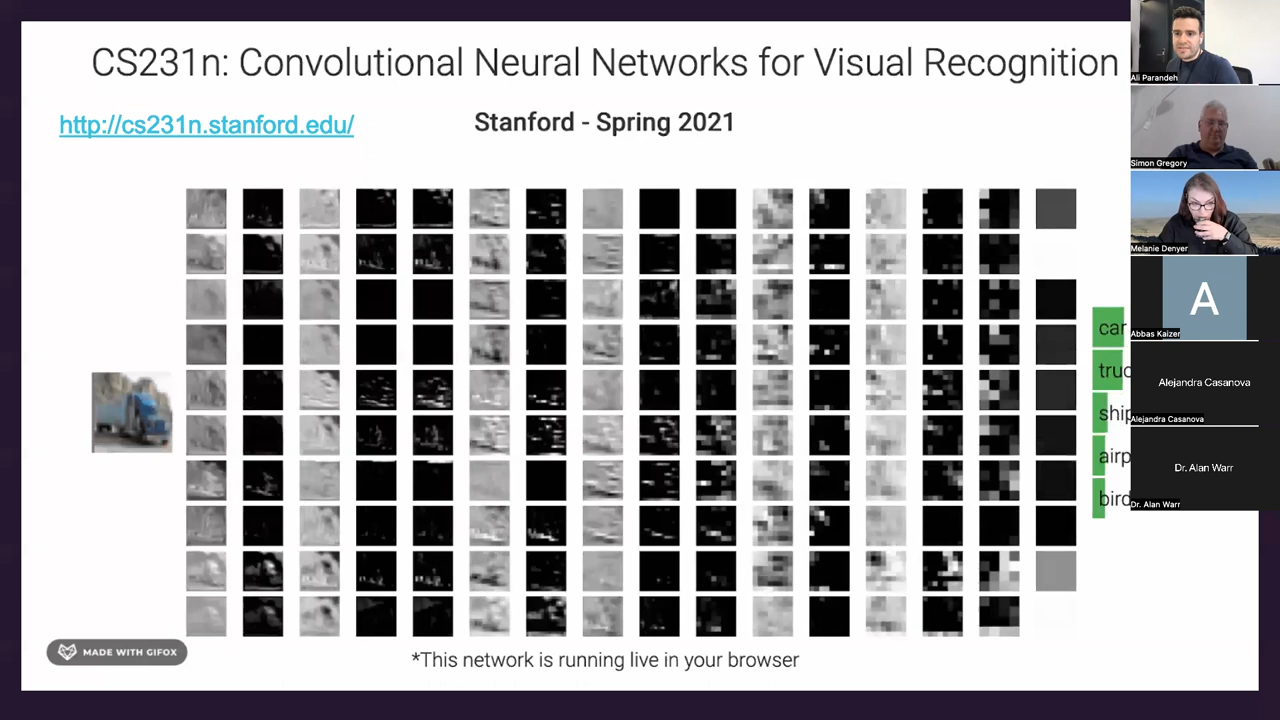 CS231n: Convolutional Neural Networks for Visual Recognition
http://cs231n.stanford.edu/
Stanford - Spring 2021
car
truc
ship
airp
bird
MADE WITH GIFOX
*This network is running live in your browser
Ali Parandeh
Simon Gregory
Melanie Denyer
A
Abbas Kaizer
Alejandra Casanova
Alejandra Casanova
Dr. Alan Warr
Dr. Alan Warr